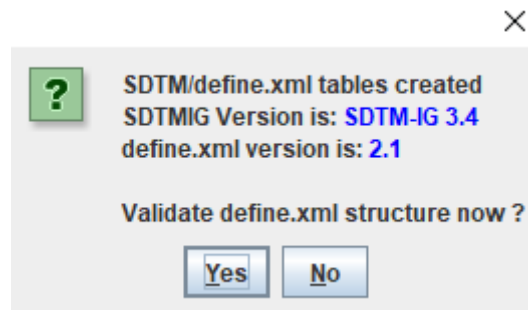 SDTM/define.xml tables created
SDTMIG Version is: SDTM-IG 3.4
define.xml version is: 2.1
Validate define.xml structure now ?
Yes No